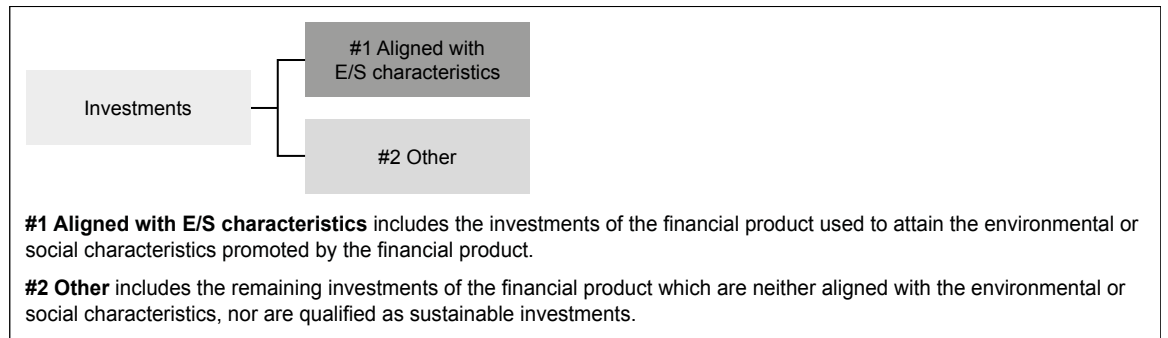 #1 Aligned with
E/S characteristics
Investments
#2 Other
#1 Aligned with E/S characteristics includes the investments of the financial product used to attain the environmental or
social characteristics promoted by the financial product.
#2 Other includes the remaining investments of the financial product which are neither aligned with the environmental or
social characteristics, nor are qualified as sustainable investments.